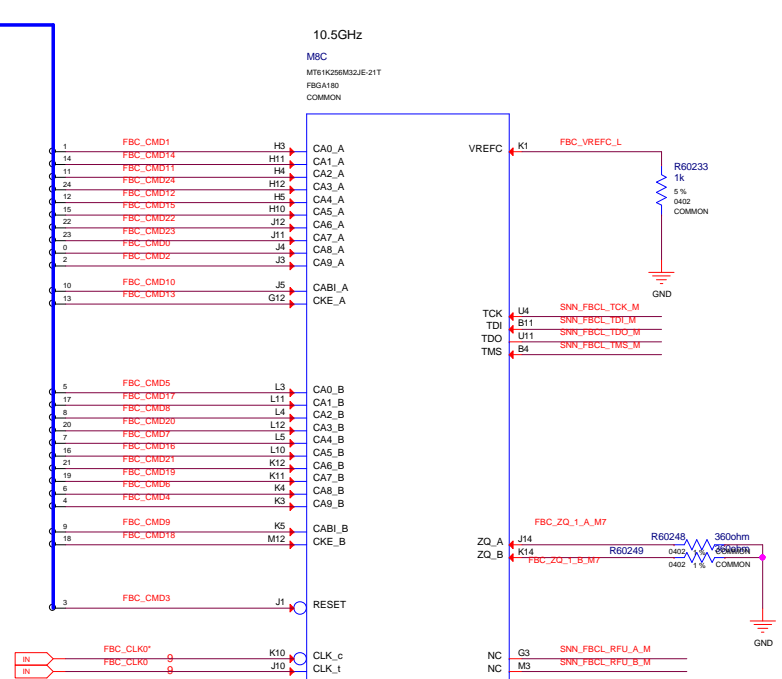 10.5GHz
M8C
MT61K256M32JE-21T
FBGA180
COMMON
1 FBC_CMD1 H3 CA0_A
14 FBC_CMD14 H11 CA1_A
11 FBC_CMD11 H4 CA2_A
24 FBC_CMD24 H12 CA3_A
12 FBC_CMD12 H5 CA4_A
15 FBC_CMD15 H10 CA5_A
22 FBC_CMD22 J12 CA6_A
23 FBC_CMD23 J11 CA7_A
0 FBC_CMD0 J4 CA8_A
2 FBC_CMD2 J3 CA9_A
10 FBC_CMD10 J5 CABI_A
13 FBC_CMD13 G12 CKE_A
VREFC K1 FBC_VREFC_L
R60233
1k
5 %
0402
COMMON
GND
TCK U4 SNN_FBCL_TCK_M
TDI B11 SNN_FBCL_TDI_M
TDO U11 SNN_FBCL_TDO_M
TMS B4 SNN_FBCL_TMS_M
5 FBC_CMD5 L3 CA0_B
17 FBC_CMD17 L11 CA1_B
8 FBC_CMD8 L4 CA2_B
20 FBC_CMD20 L12 CA3_B
7 FBC_CMD7 L5 CA4_B
16 FBC_CMD16 L10 CA5_B
21 FBC_CMD21 K12 CA6_B
19 FBC_CMD19 K11 CA7_B
6 FBC_CMD6 K4 CA8_B
4 FBC_CMD4 K3 CA9_B
9 FBC_CMD9 K5 CABI_B
18 FBC_CMD18 M12 CKE_B
FBC_ZQ_1_A_M7
ZQ_A J14 R60248 360ohm
0402 1 % COMMON
ZQ_B K14 FBC_ZQ_1_B_M7 R60249 360ohm
0402 1 % COMMON
GND
3 FBC_CMD3 J1 RESET
IN FBC_CLK0* 9 K10 CLK_c
IN FBC_CLK0 9 J10 CLK_t
NC G3 SNN_FBCL_RFU_A_M
NC M3 SNN_FBCL_RFU_B_M